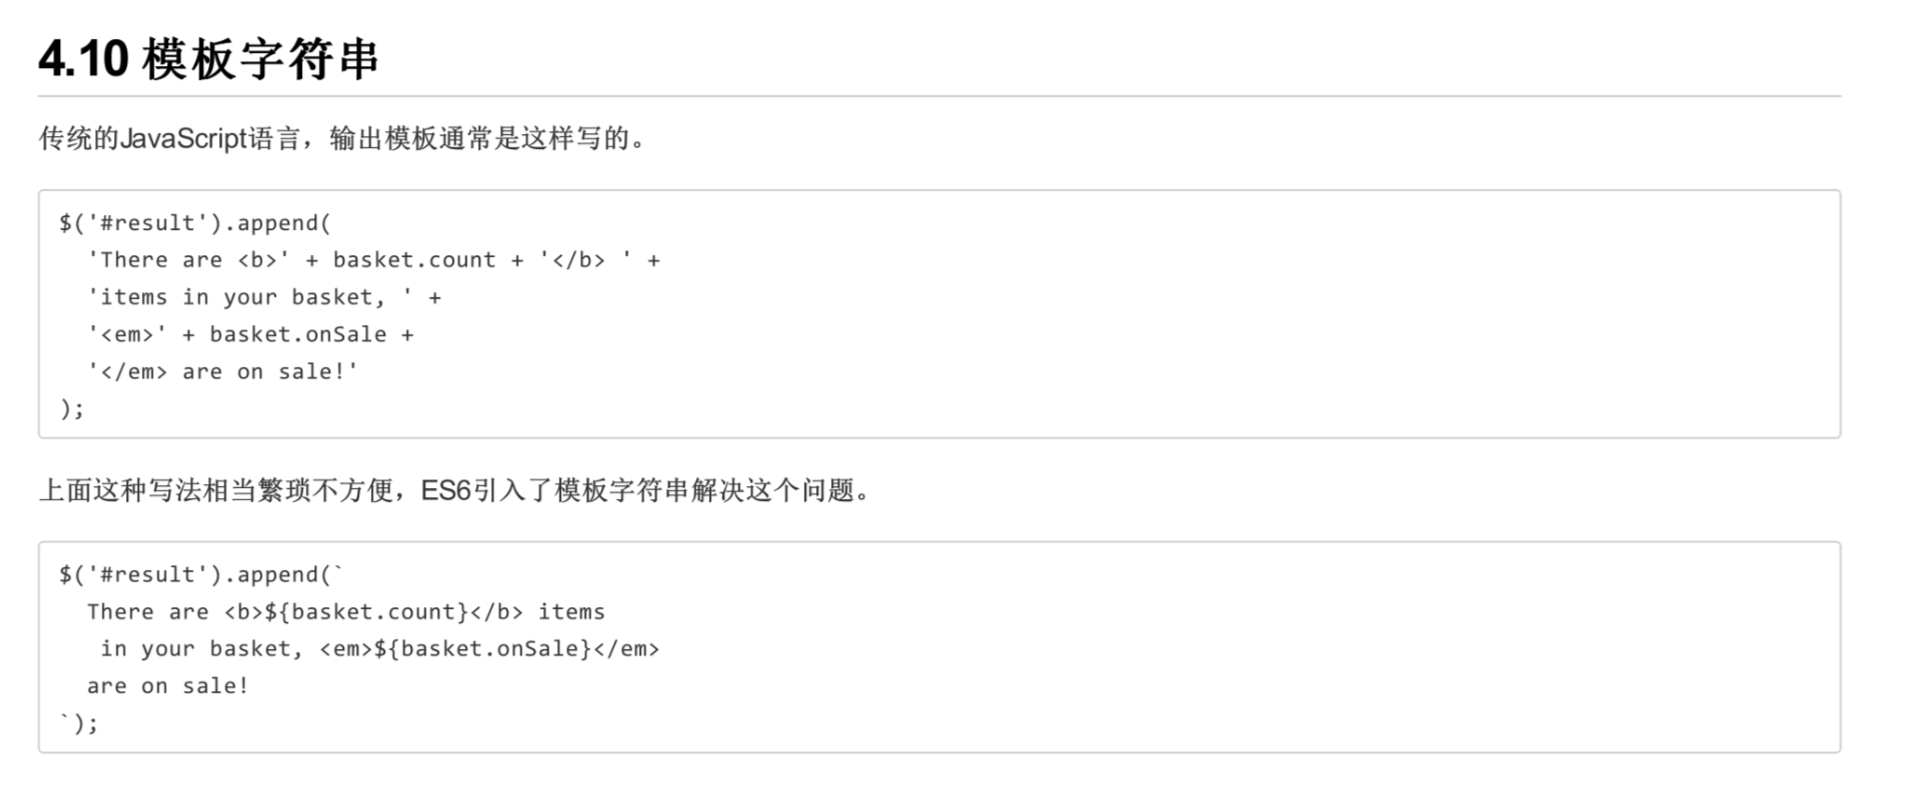 4.10 模板字符串
传统的JavaScript语言，输出模板通常是这样写的。
$('#result').append(
  'There are <b>' + basket.count + '</b> ' +
  'items in your basket, ' +
  '<em>' + basket.onSale +
  '</em> are on sale!'
);
上面这种写法相当繁琐不方便，ES6引入了模板字符串解决这个问题。
$('#result').append(`
  There are <b>${basket.count}</b> items
   in your basket, <em>${basket.onSale}</em>
  are on sale!
`);